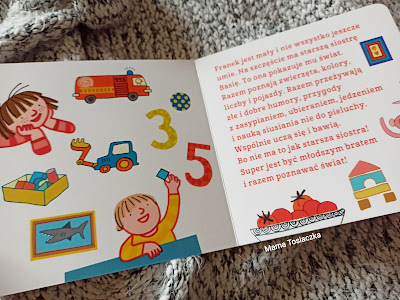 993
3
5
Franek jest mały i nie wszystko jeszcze
umie. Na szczęście ma starszą siostrę
Basię. To ona pokazuje mu świat.
Razem poznają zwierzęta, kolory,
liczby i pojazdy. Razem przeżywają
złe i dobre humory, przygody
z zasypianiem, ubieraniem, jedzeniem
i nauką siusiania nie do pieluchy.
Wspólnie uczą się i bawią.
Bo nie ma to jak starsza siostra!
Super jest być młodszym bratem
i razem poznawać świat!
Mama Tosiaczka